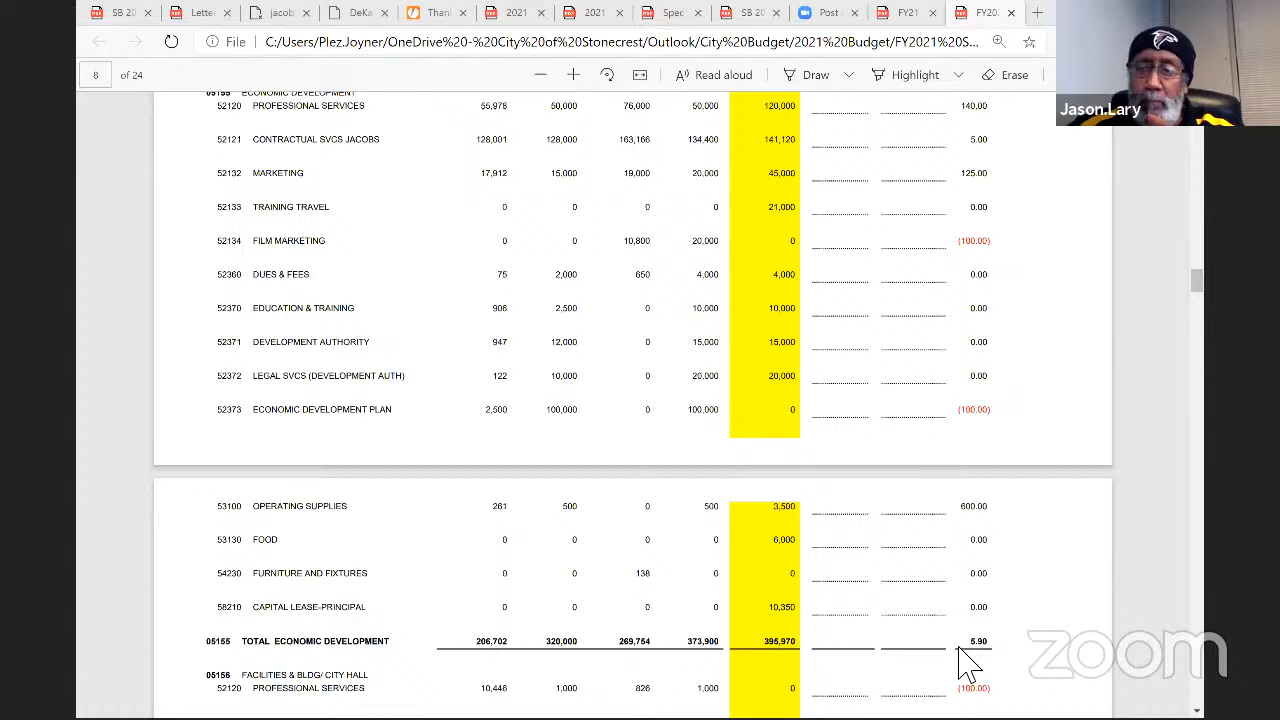 SB 20 Letter jacob DeKa Than 202 2021 Spec SB 20 Post FY21 FY20
File C:/Users/Plez.Joyner/OneDrive%20-%20City%20of%20Stonecrest/Outlook/City%20Budget/2021%20Budget/FY2021%20S...
8 of 24 Read aloud Draw Highlight Erase
Jason.Lary
05155 ECONOMIC DEVELOPMENT
52120 PROFESSIONAL SERVICES 55,978 50,000 76,000 50,000 120,000 140.00
52121 CONTRACTUAL SVCS JACOBS 128,001 128,000 163,166 134,400 141,120 5.00
52132 MARKETING 17,912 15,000 19,000 20,000 45,000 125.00
52133 TRAINING TRAVEL 0 0 0 0 21,000 0.00
52134 FILM MARKETING 0 0 10,800 20,000 0 (100.00)
52360 DUES & FEES 75 2,000 650 4,000 4,000 0.00
52370 EDUCATION & TRAINING 906 2,500 0 10,000 10,000 0.00
52371 DEVELOPMENT AUTHORITY 947 12,000 0 15,000 15,000 0.00
52372 LEGAL SVCS (DEVELOPMENT AUTH) 122 10,000 0 20,000 20,000 0.00
52373 ECONOMIC DEVELOPMENT PLAN 2,500 100,000 0 100,000 0 (100.00)
53100 OPERATING SUPPLIES 261 500 0 500 3,500 600.00
53130 FOOD 0 0 0 0 6,000 0.00
54230 FURNITURE AND FIXTURES 0 0 138 0 0 0.00
58210 CAPITAL LEASE-PRINCIPAL 0 0 0 0 10,350 0.00
05155 TOTAL ECONOMIC DEVELOPMENT 206,702 320,000 269,754 373,900 395,970 5.90
05156 FACILITIES & BLDG/ CITY HALL
52120 PROFESSIONAL SERVICES 10,446 1,000 826 1,000 0 (100.00)
zoom